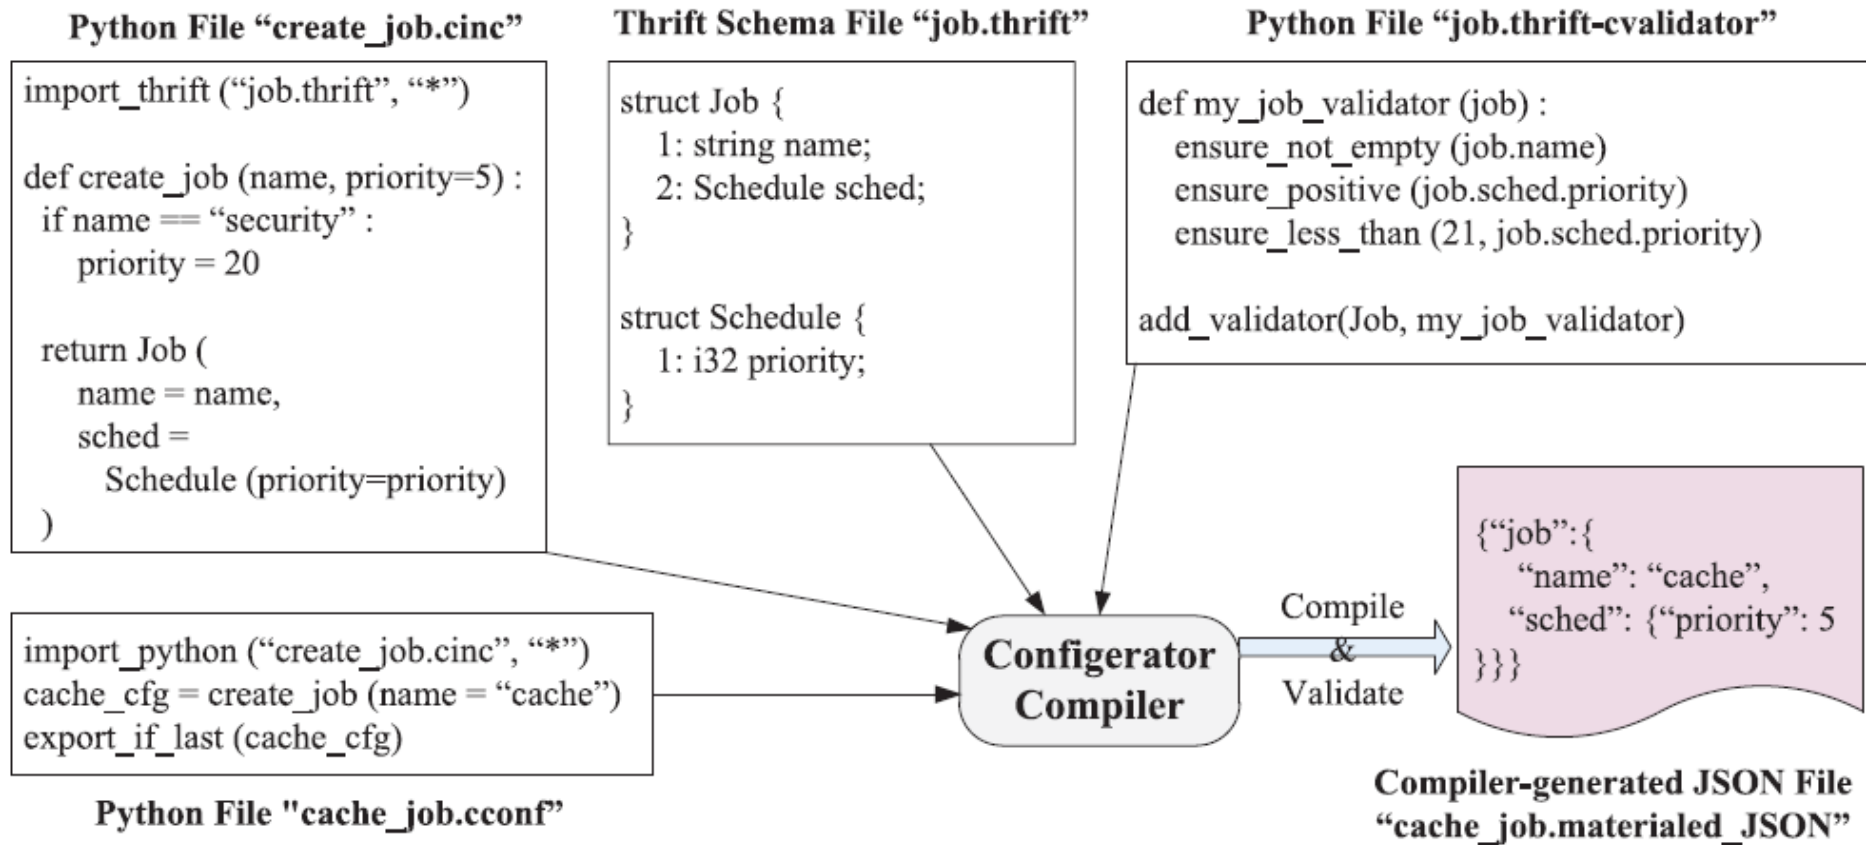 Python File “create_job.cinc”
import_thrift (“job.thrift”, “*”)
def create_job (name, priority=5) :
if name == “security” :
priority = 20
return Job (
name = name,
sched =
Schedule (priority=priority)
)
Thrift Schema File “job.thrift”
struct Job {
1: string name;
2: Schedule sched;
}
struct Schedule {
1: i32 priority;
}
Python File “job.thrift-cvalidator”
def my_job_validator (job) :
ensure_not_empty (job.name)
ensure_positive (job.sched.priority)
ensure_less_than (21, job.sched.priority)
add_validator(Job, my_job_validator)
import_python (“create_job.cinc”, “*”)
cache_cfg = create_job (name = “cache”)
export_if_last (cache_cfg)
Python File "cache_job.cconf”
Configerator
Compiler
Compile
&
Validate
{“job”:{
“name”: “cache”,
“sched”: {“priority”: 5
}}}
Compiler-generated JSON File
“cache_job.materialed_JSON”